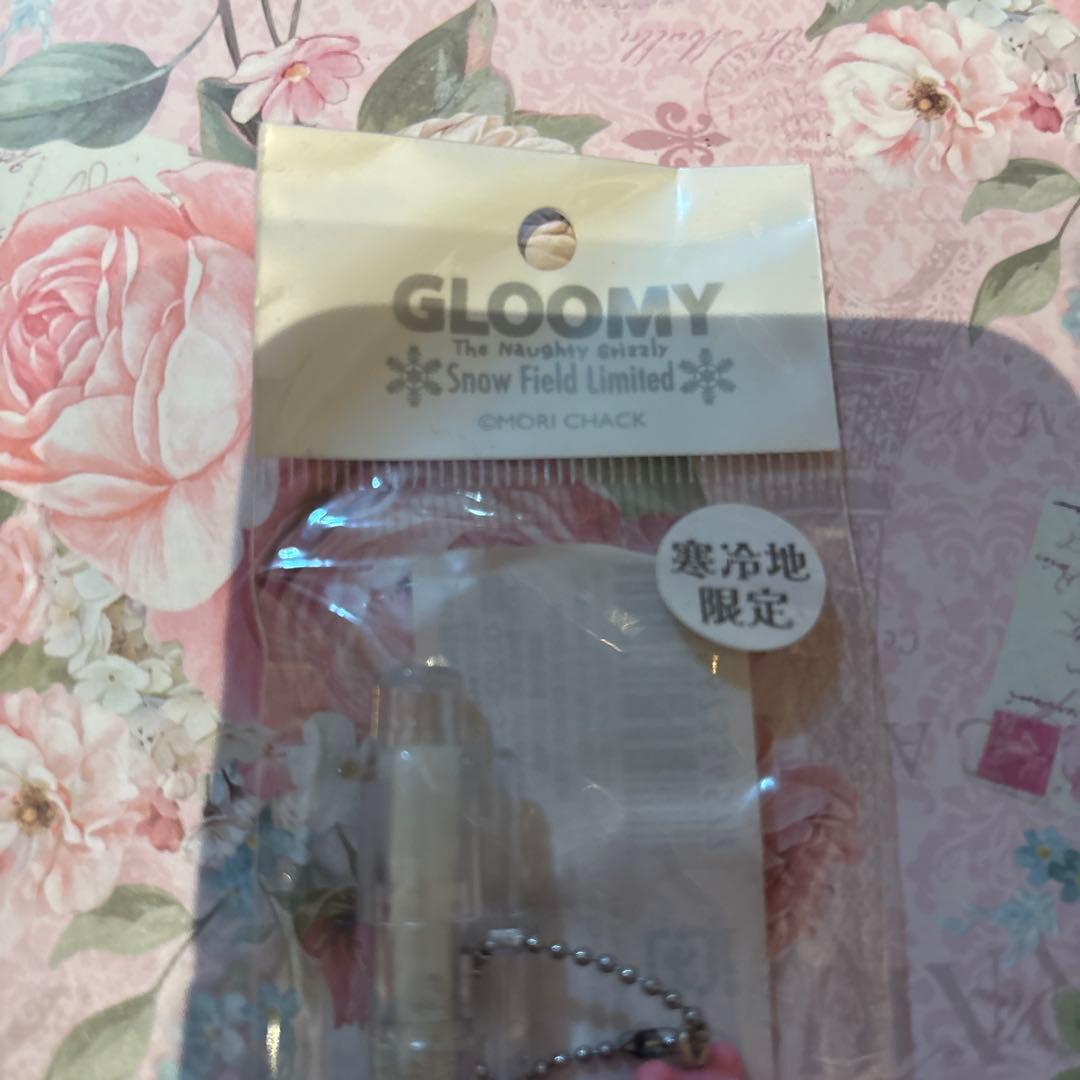 GLOOMY
The Naughty Grizzly
Snow Field Limited
©MORI CHACK
寒冷地
限定